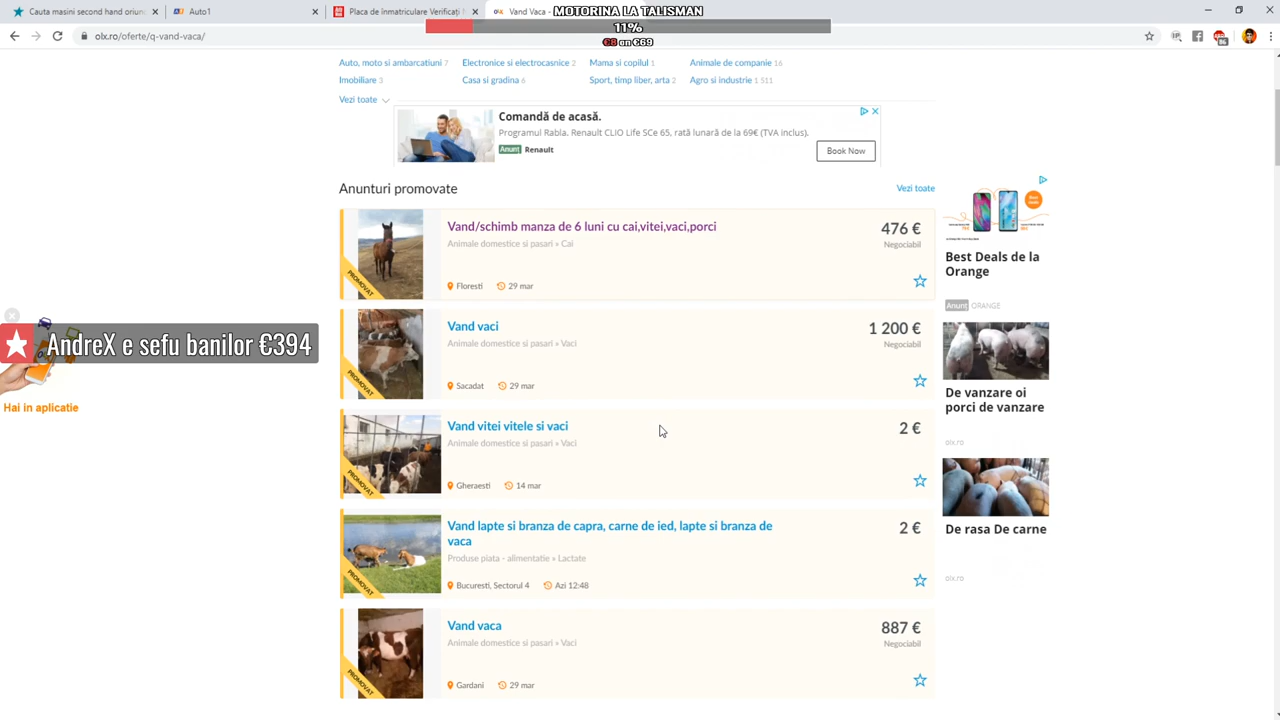 Cauta masini second hand oriun
Auto1
Placa de Înmatriculare Verificaț
Vand Vaca -
MOTORINA LA TALISMAN
11%
€8 an €69
olx.ro/oferte/q-vand-vaca/
Auto, moto si ambarcatiuni 7
Electronice si electrocasnice 2
Mama si copilul 1
Animale de companie 16
Imobiliare 3
Casa si gradina 6
Sport, timp liber, arta 2
Agro si industrie 1 511
Vezi toate
Comandă de acasă.
Programul Rabla. Renault CLIO Life SCe 65, rată lunară de la 69€ (TVA inclus).
Anunț Renault
Book Now
Anunturi promovate
Vezi toate
Vand/schimb manza de 6 luni cu cai,vitei,vaci,porci
476 €
Animale domestice si pasari » Cai
Negociabil
Floresti
29 mar
PROMOVAT
Vand vaci
1 200 €
Animale domestice si pasari » Vaci
Negociabil
Sacadat
29 mar
PROMOVAT
Vand vitei vitele si vaci
2 €
Animale domestice si pasari » Vaci
Gheraesti
14 mar
PROMOVAT
Vand lapte si branza de capra, carne de ied, lapte si branza de
vaca
2 €
Produse piata - alimentatie » Lactate
Bucuresti, Sectorul 4
Azi 12:48
PROMOVAT
Vand vaca
887 €
Animale domestice si pasari » Vaci
Negociabil
Gardani
29 mar
PROMOVAT
AndreX e sefu banilor €394
Hai in aplicatie
Best Deals de la
Orange
Anunț ORANGE
De vanzare oi
porci de vanzare
olx.ro
De rasa De carne
olx.ro